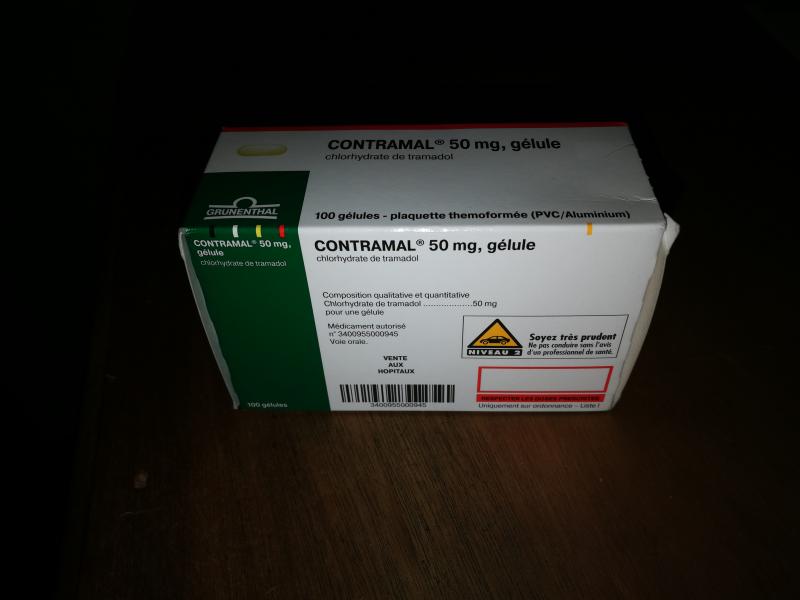 CONTRAMAL® 50 mg, gélule
chlorhydrate de tramadol
GRUNENTHAL
100 gélules - plaquette themoformée (PVC/Aluminium)
CONTRAMAL® 50 mg,
gélule
chlorhydrate de tramadol
100 gélules
CONTRAMAL® 50 mg, gélule
chlorhydrate de tramadol
Composition qualitative et quantitative
Chlorhydrate de tramadol ....................50 mg
pour une gélule
Médicament autorisé
n° 3400955000945
Voie orale.
VENTE
AUX
HOPITAUX
3400955000945
NIVEAU 2
Soyez très prudent
Ne pas conduire sans l'avis
d'un professionnel de santé.
RESPECTER LES DOSES PRESCRITES
Uniquement sur ordonnance - Liste I